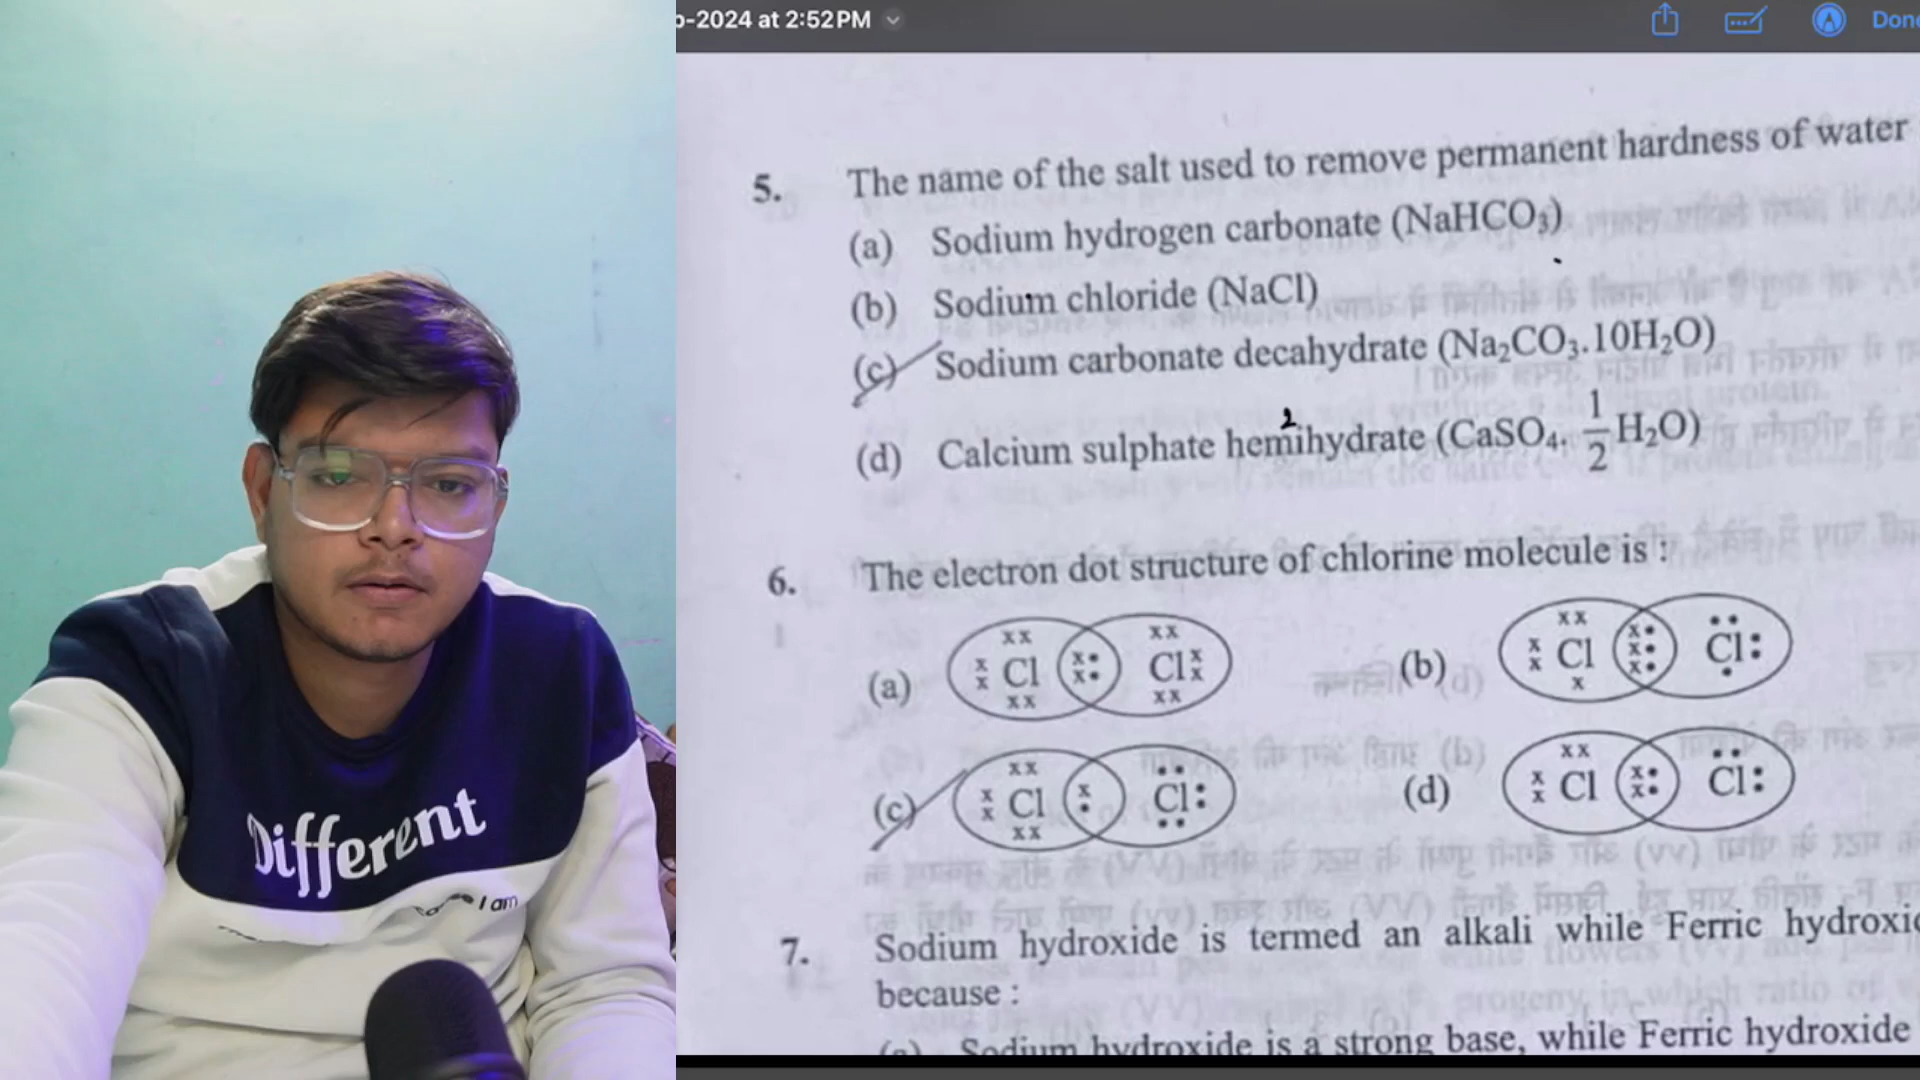 -2024 at 2:52 PM
Done
5. The name of the salt used to remove permanent hardness of water
(a) Sodium hydrogen carbonate (NaHCO₃)
(b) Sodium chloride (NaCl)
(c) Sodium carbonate decahydrate (Na₂CO₃.10H₂O)
2
(d) Calcium sulphate hemihydrate (CaSO₄. 1/2 H₂O)
6. The electron dot structure of chlorine molecule is :
(a) Cl Cl (b) Cl Cl
(c) Cl Cl (d) Cl Cl
7. Sodium hydroxide is termed an alkali while Ferric
because :
Sodium hydroxide is a strong base, while Ferric hydroxide
Different
I am